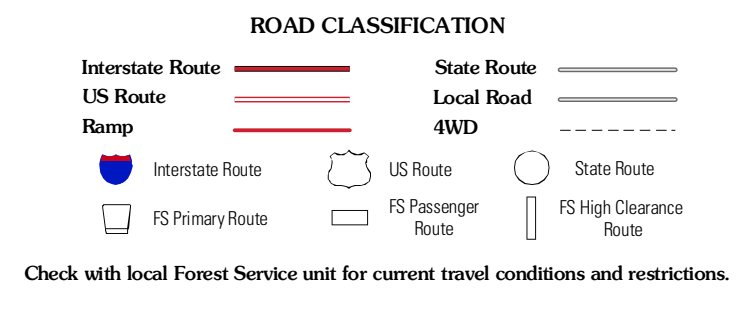 ROAD CLASSIFICATION
Interstate Route
State Route
US Route
Local Road
Ramp
4WD
Interstate Route
US Route
State Route
FS Primary Route
FS Passenger
Route
FS High Clearance
Route
Check with local Forest Service unit for current travel conditions and restrictions.